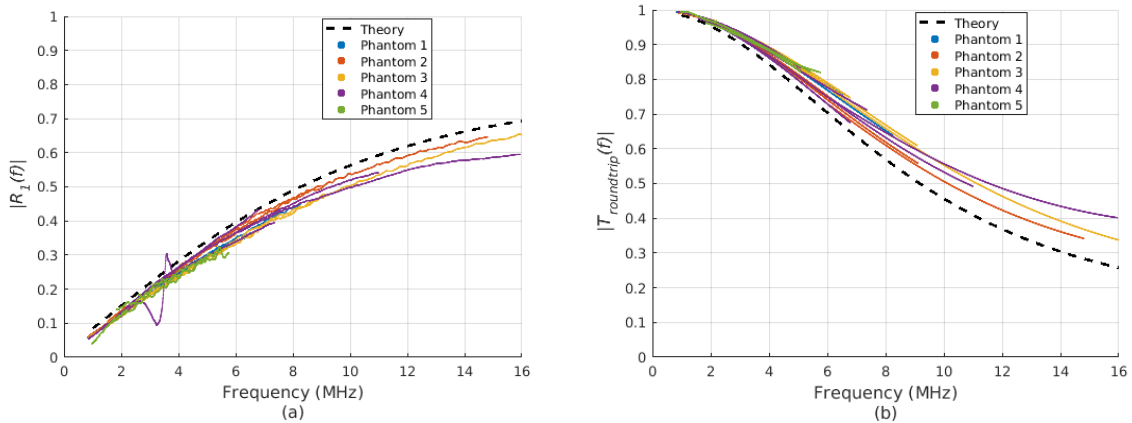 1
0.9
0.8
0.7
0.6
0.5
0.4
0.3
0.2
0.1
0
|R1(f)|
0 2 4 6 8 10 12 14 16
Frequency (MHz)
(a)
Theory
Phantom 1
Phantom 2
Phantom 3
Phantom 4
Phantom 5
1
0.9
0.8
0.7
0.6
0.5
0.4
0.3
0.2
0.1
0
|Troundtrip(f)|
0 2 4 6 8 10 12 14 16
Frequency (MHz)
(b)
Theory
Phantom 1
Phantom 2
Phantom 3
Phantom 4
Phantom 5